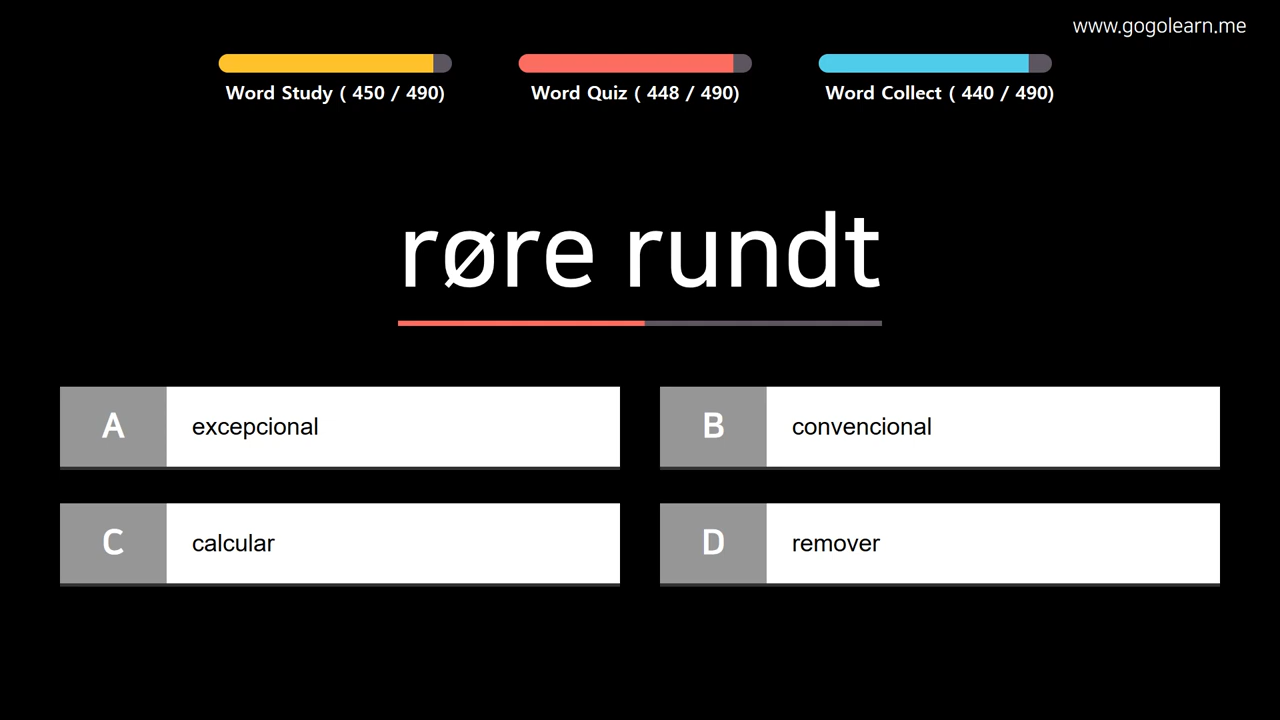 www.gogolearn.me
Word Study ( 450 / 490)
Word Quiz ( 448 / 490)
Word Collect ( 440 / 490)
røre rundt
A excepcional
B convencional
C calcular
D remover